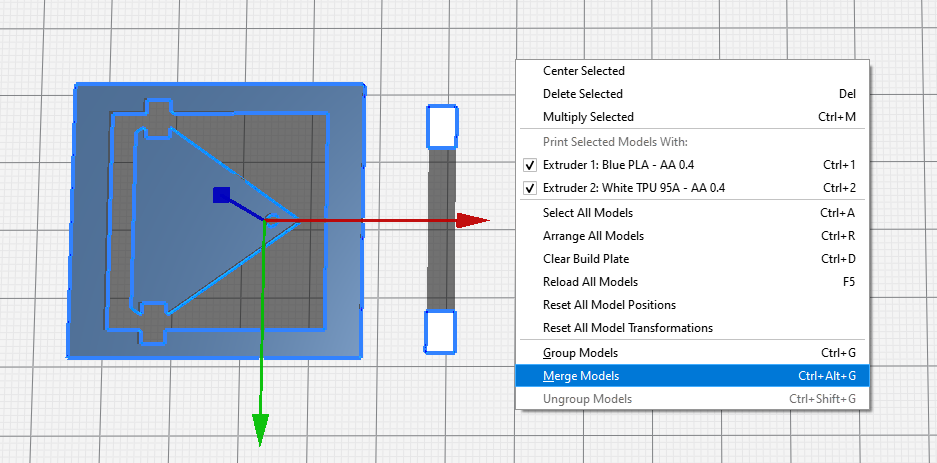 Center Selected
Delete Selected Del
Multiply Selected Ctrl+M
Print Selected Models With:
Extruder 1: Blue PLA - AA 0.4 Ctrl+1
Extruder 2: White TPU 95A - AA 0.4 Ctrl+2
Select All Models Ctrl+A
Arrange All Models Ctrl+R
Clear Build Plate Ctrl+D
Reload All Models F5
Reset All Model Positions
Reset All Model Transformations
Group Models Ctrl+G
Merge Models Ctrl+Alt+G
Ungroup Models Ctrl+Shift+G